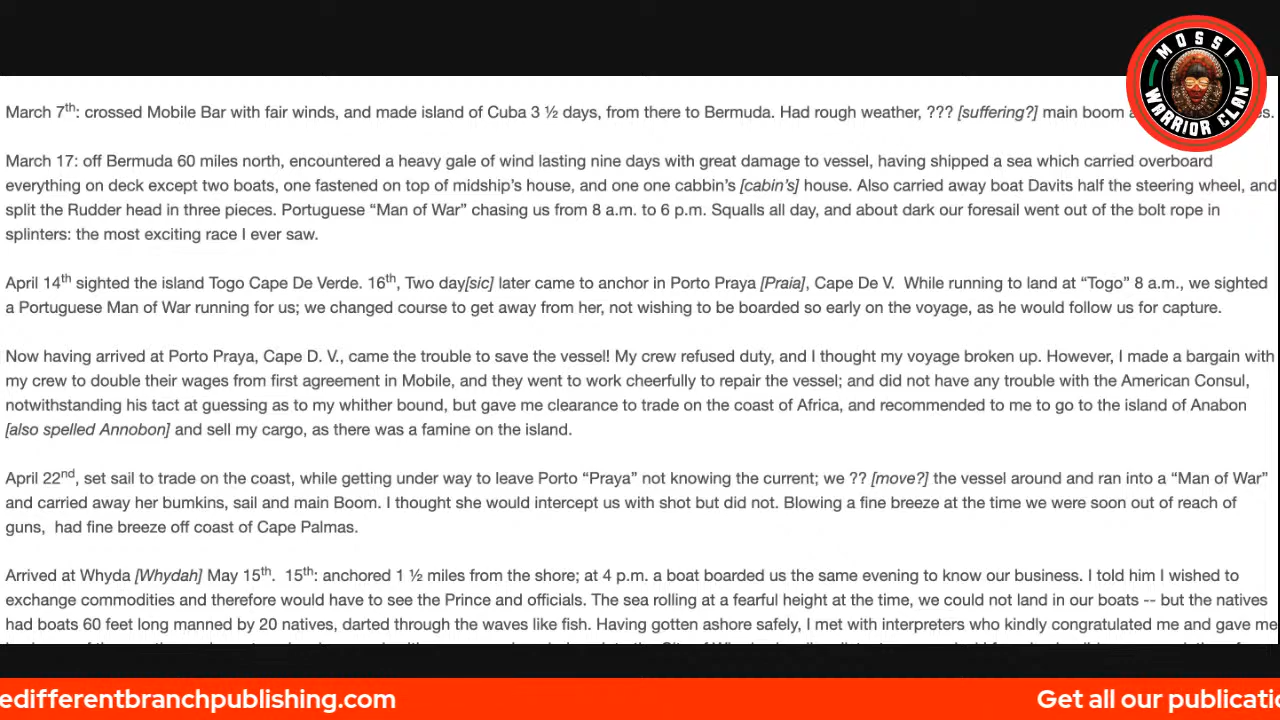 MOSSI
WARRIOR CLAN
March 7th: crossed Mobile Bar with fair winds, and made island of Cuba 3 ½ days, from there to Bermuda. Had rough weather, ??? [suffering?] main boom
March 17: off Bermuda 60 miles north, encountered a heavy gale of wind lasting nine days with great damage to vessel, having shipped a sea which carried overboard
everything on deck except two boats, one fastened on top of midship’s house, and one one cabbin’s [cabin’s] house. Also carried away boat Davits half the steering wheel, and
split the Rudder head in three pieces. Portuguese “Man of War” chasing us from 8 a.m. to 6 p.m. Squalls all day, and about dark our foresail went out of the bolt rope in
splinters: the most exciting race I ever saw.
April 14th sighted the island Togo Cape De Verde. 16th, Two day[sic] later came to anchor in Porto Praya [Praia], Cape De V. While running to land at “Togo” 8 a.m., we sighted
a Portuguese Man of War running for us; we changed course to get away from her, not wishing to be boarded so early on the voyage, as he would follow us for capture.
Now having arrived at Porto Praya, Cape D. V., came the trouble to save the vessel! My crew refused duty, and I thought my voyage broken up. However, I made a bargain with
my crew to double their wages from first agreement in Mobile, and they went to work cheerfully to repair the vessel; and did not have any trouble with the American Consul,
notwithstanding his tact at guessing as to my whither bound, but gave me clearance to trade on the coast of Africa, and recommended to me to go to the island of Anabon
[also spelled Annobon] and sell my cargo, as there was a famine on the island.
April 22nd, set sail to trade on the coast, while getting under way to leave Porto “Praya” not knowing the current; we ?? [move?] the vessel around and ran into a “Man of War”
and carried away her bumkins, sail and main Boom. I thought she would intercept us with shot but did not. Blowing a fine breeze at the time we were soon out of reach of
guns, had fine breeze off coast of Cape Palmas.
Arrived at Whyda [Whydah] May 15th. 15th: anchored 1 ½ miles from the shore; at 4 p.m. a boat boarded us the same evening to know our business. I told him I wished to
exchange commodities and therefore would have to see the Prince and officials. The sea rolling at a fearful height at the time, we could not land in our boats -- but the natives
had boats 60 feet long manned by 20 natives, darted through the waves like fish. Having gotten ashore safely, I met with interpreters who kindly congratulated me and gave me
edifferentbranchpublishing.com
Get all our publicatio